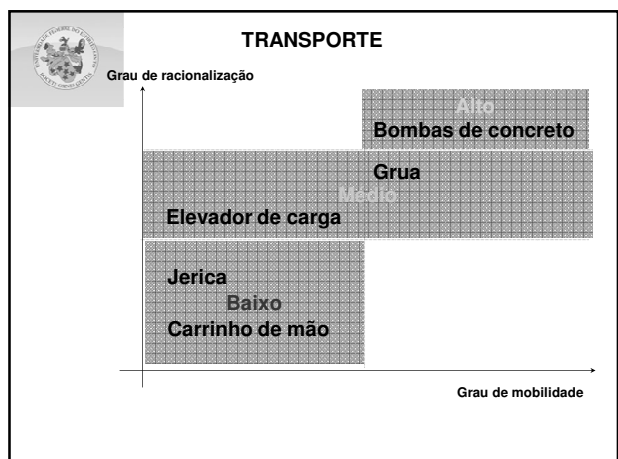 TRANSPORTE
Grau de racionalização
Alto
Bombas de concreto
Grua
Médio
Elevador de carga
Jerica
Baixo
Carrinho de mão
Grau de mobilidade